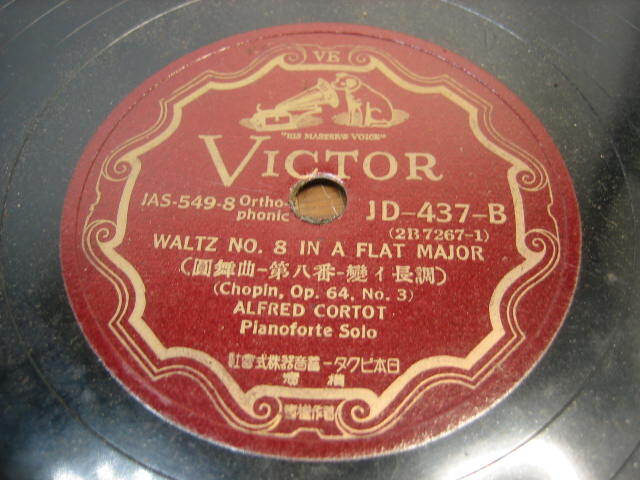 VE
"HIS MASTER'S VOICE"
VICTOR
JAS-549-8 Ortho-
phonic
JD-437-B
(2B7267-1)
WALTZ NO. 8 IN A FLAT MAJOR
(圓舞曲-第八番-變イ長調)
(Chopin, Op. 64, No. 3)
ALFRED CORTOT
Pianoforte Solo
日本ビクター蓄音器株式會社
橫濱